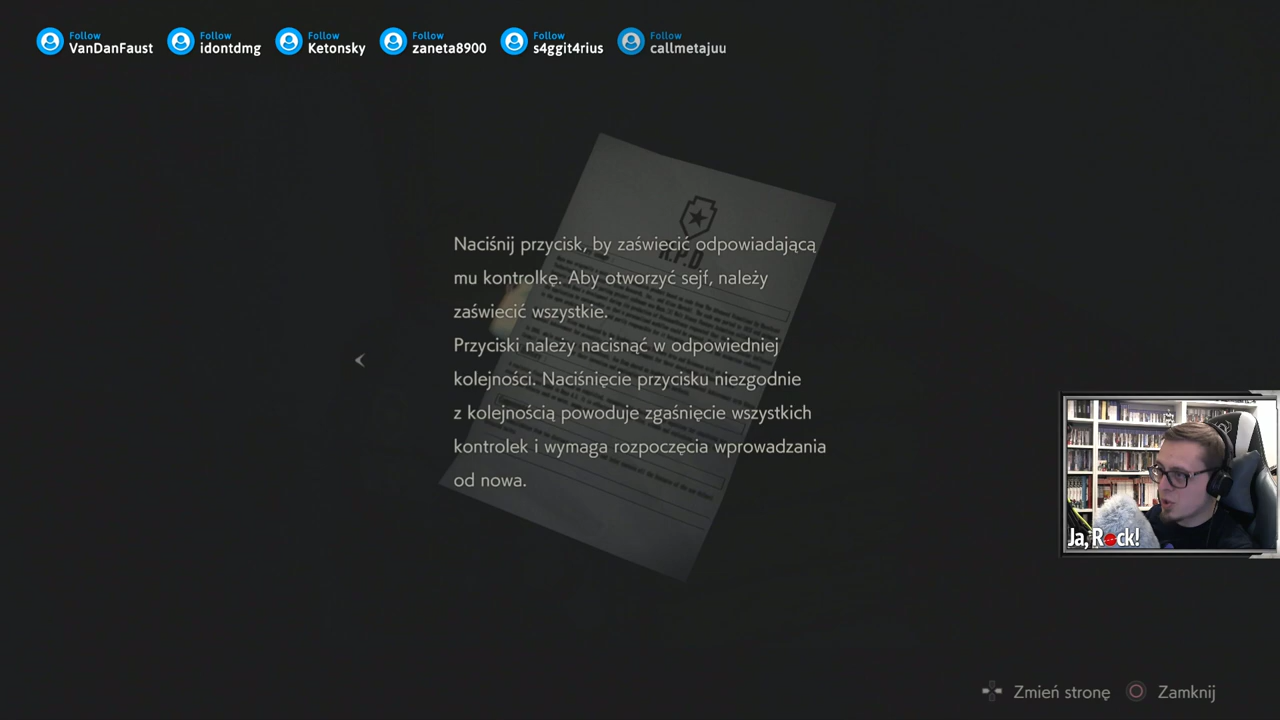 Follow
VanDanFaust
Follow
idontdmg
Follow
Ketonsky
Follow
zaneta8900
Follow
s4ggit4rius
Follow
callmetajuu
R.P.D
Naciśnij przycisk, by zaświecić odpowiadającą
mu kontrolkę. Aby otworzyć sejf, należy
zaświecić wszystkie.
Przyciski należy nacisnąć w odpowiedniej
kolejności. Naciśnięcie przycisku niezgodnie
z kolejnością powoduje zgaśnięcie wszystkich
kontrolek i wymaga rozpoczęcia wprowadzania
od nowa.
Ja, Rock!
Zmień stronę
Zamknij